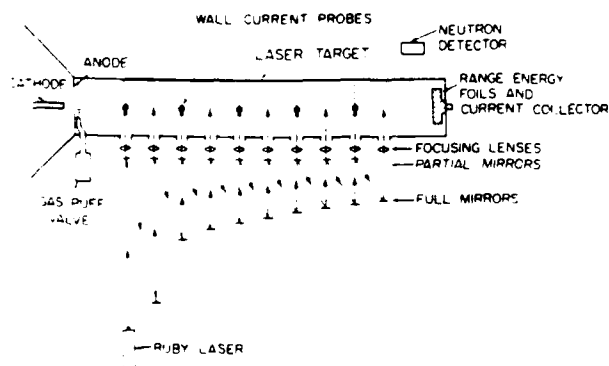 WALL CURRENT PROBES
NEUTRON
DETECTOR
LASER TARGET
ANODE
CATHODE
RANGE ENERGY
FOILS AND
CURRENT COLLECTOR
FOCUSING LENSES
PARTIAL MIRRORS
FULL MIRRORS
GAS PUFF
VALVE
RUBY LASER